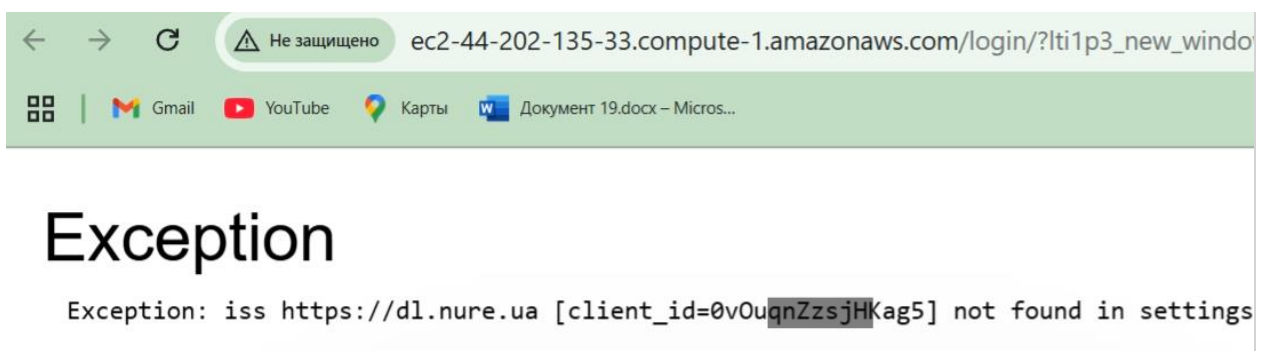 Не защищено ec2-44-202-135-33.compute-1.amazonaws.com/login/?lti1p3_new_windo
Gmail YouTube Карты Документ 19.docx – Micros...
Exception
Exception: iss https://dl.nure.ua [client_id=0vOuqnZzsjHKag5] not found in settings